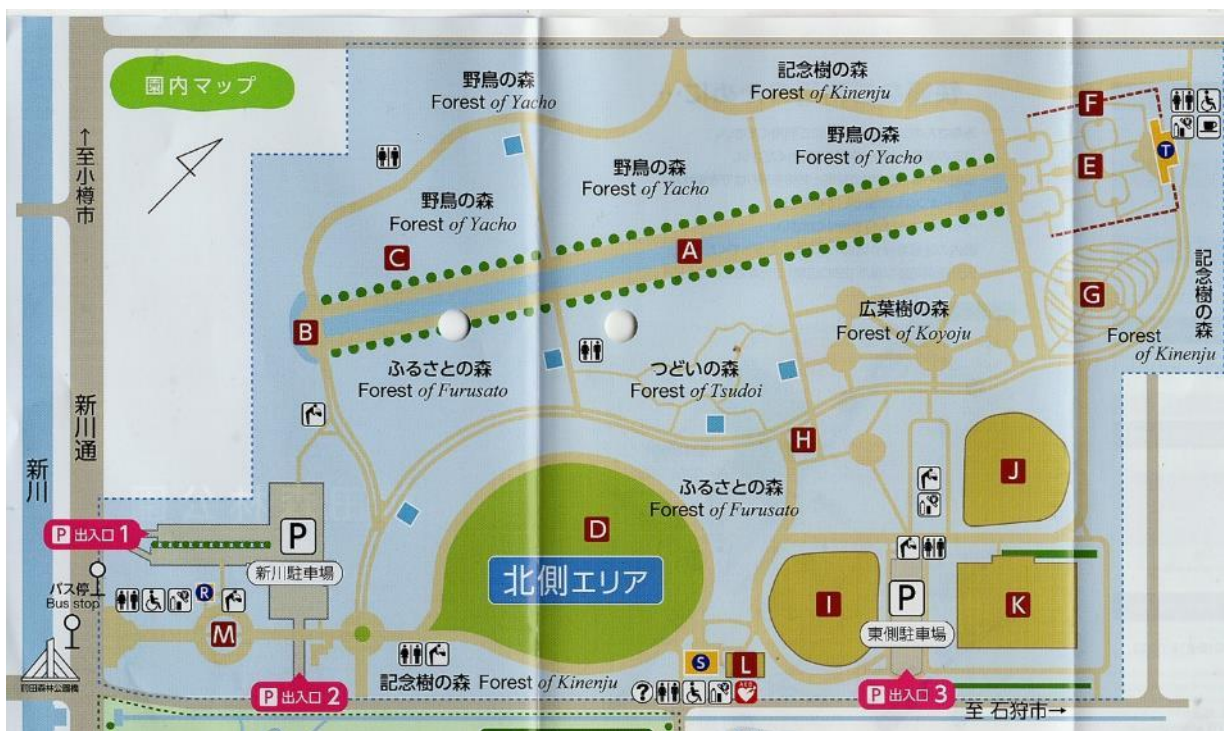 園内マップ
野鳥の森
Forest of Yacho
記念樹の森
Forest of Kinenju
野鳥の森
Forest of Yacho
野鳥の森
Forest of Yacho
野鳥の森
Forest of Yacho
↑至小樽市
F
T
E
C
A
記念樹の森
Forest
of Kinenju
G
B
広葉樹の森
Forest of Koyoju
ふるさとの森
Forest of Furusato
つどいの森
Forest of Tsudoi
新川通
新川
H
J
ふるさとの森
Forest of Furusato
D
北側エリア
P 出入口1
P
新川駐車場
バス停
Bus stop
R
M
I
P
東側駐車場
K
S
L
?
記念樹の森 Forest of Kinenju
P 出入口2
P 出入口3
至 石狩市→
前田森林公園橋